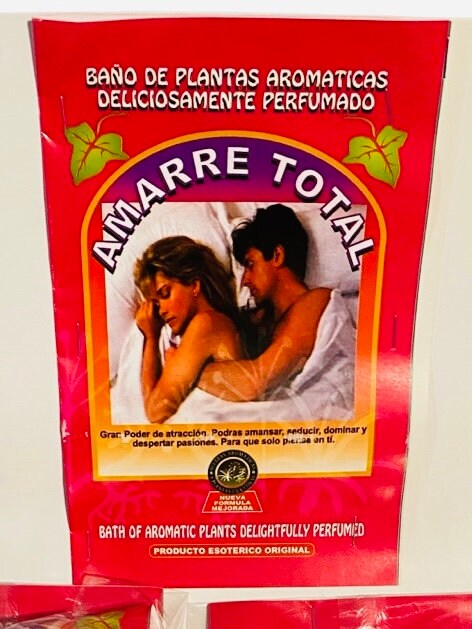 BAÑO DE PLANTAS AROMATICAS
DELICIOSAMENTE PERFUMADO
AMARRE TOTAL
Gran Poder de atracción. Podras amansar, seducir, dominar y
despertar pasiones. Para que solo piense en tí.
NUEVA
FORMULA
MEJORADA
BATH OF AROMATIC PLANTS DELIGHTFULLY PERFUMED
PRODUCTO ESOTERICO ORIGINAL